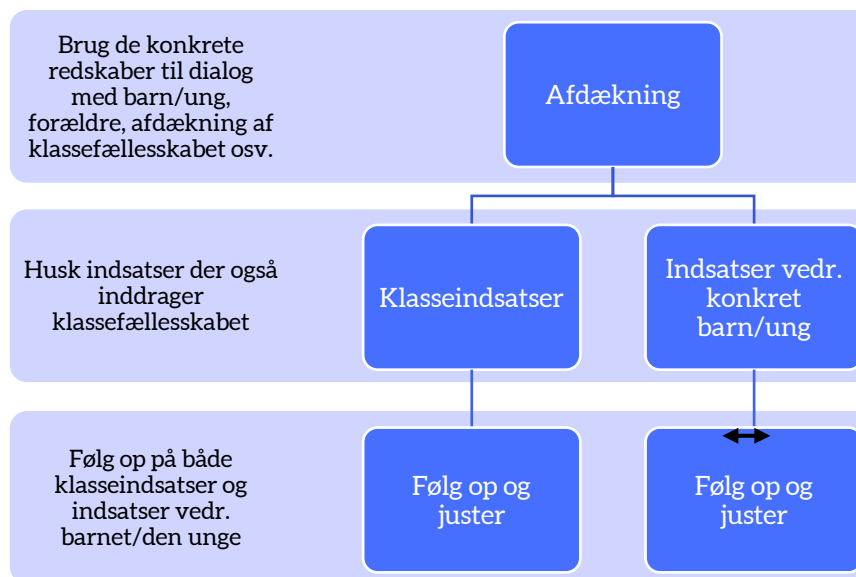 Brug de konkrete
redskaber til dialog
med barn/ung,
forældre, afdækning af
klassefællesskabet osv.
Afdækning
Husk indsatser der også
inddrager
klassefællesskabet
Klasseindsatser
Indsatser vedr.
konkret
barn/ung
Følg op på både
klasseindsatser og
indsatser vedr.
barnet/den unge
Følg op og
juster
Følg op og
juster